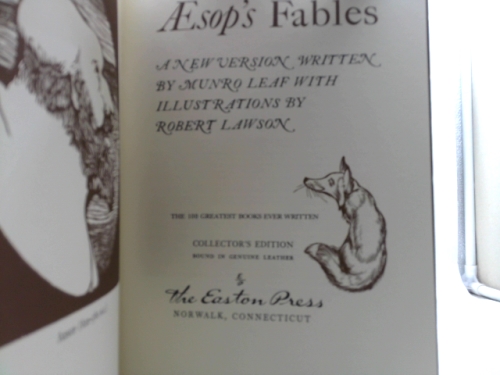 ÆSOP's Fables
A NEW VERSION WRITTEN
BY MUNRO LEAF WITH
ILLUSTRATIONS BY
ROBERT LAWSON
THE 100 GREATEST BOOKS EVER WRITTEN
COLLECTOR'S EDITION
BOUND IN GENUINE LEATHER
The Easton Press
NORWALK, CONNECTICUT